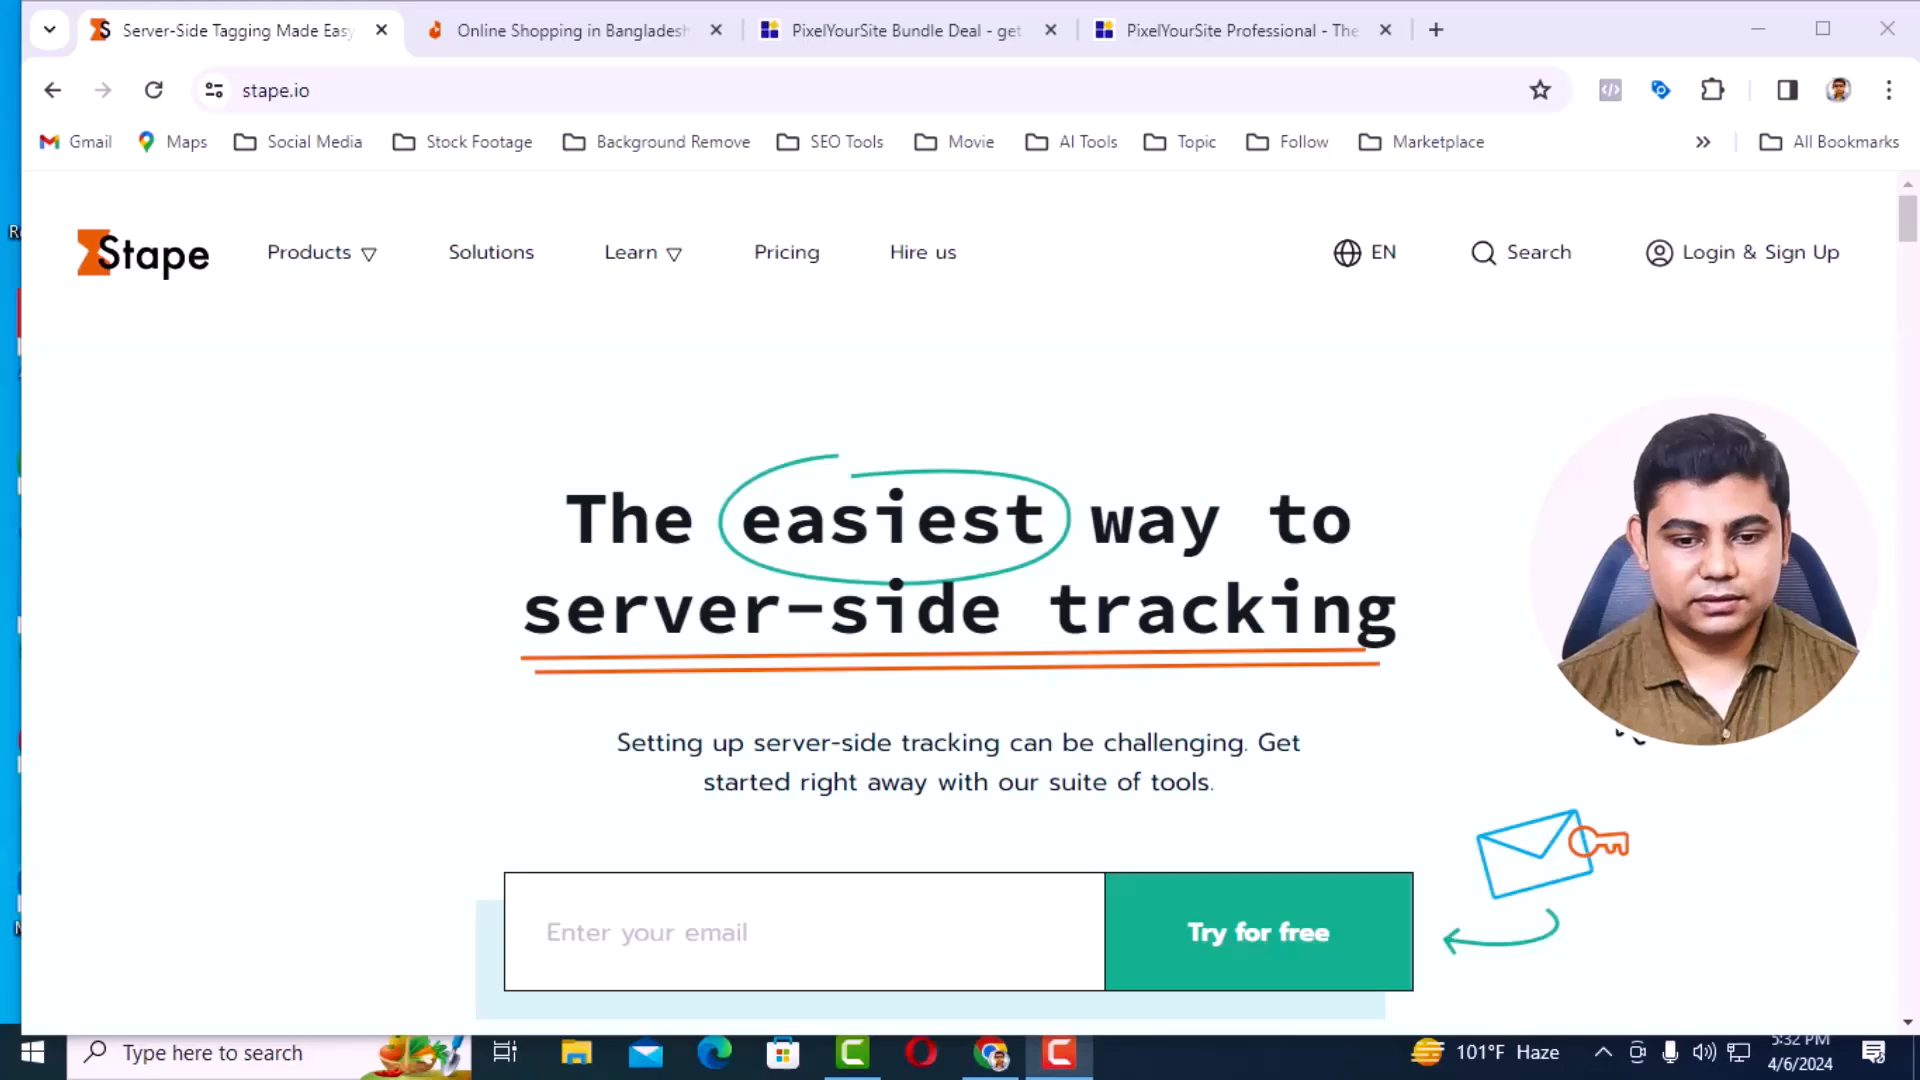 Server-Side Tagging Made Easy
Online Shopping in Bangladesh
PixelYourSite Bundle Deal - get
PixelYourSite Professional - The
stape.io
Gmail
Maps
Social Media
Stock Footage
Background Remove
SEO Tools
Movie
AI Tools
Topic
Follow
Marketplace
All Bookmarks
Stape
Products
Solutions
Learn
Pricing
Hire us
EN
Search
Login & Sign Up
The easiest way to
server-side tracking
Setting up server-side tracking can be challenging. Get
started right away with our suite of tools.
Enter your email
Try for free
Type here to search
101°F Haze
5:32 PM
4/6/2024